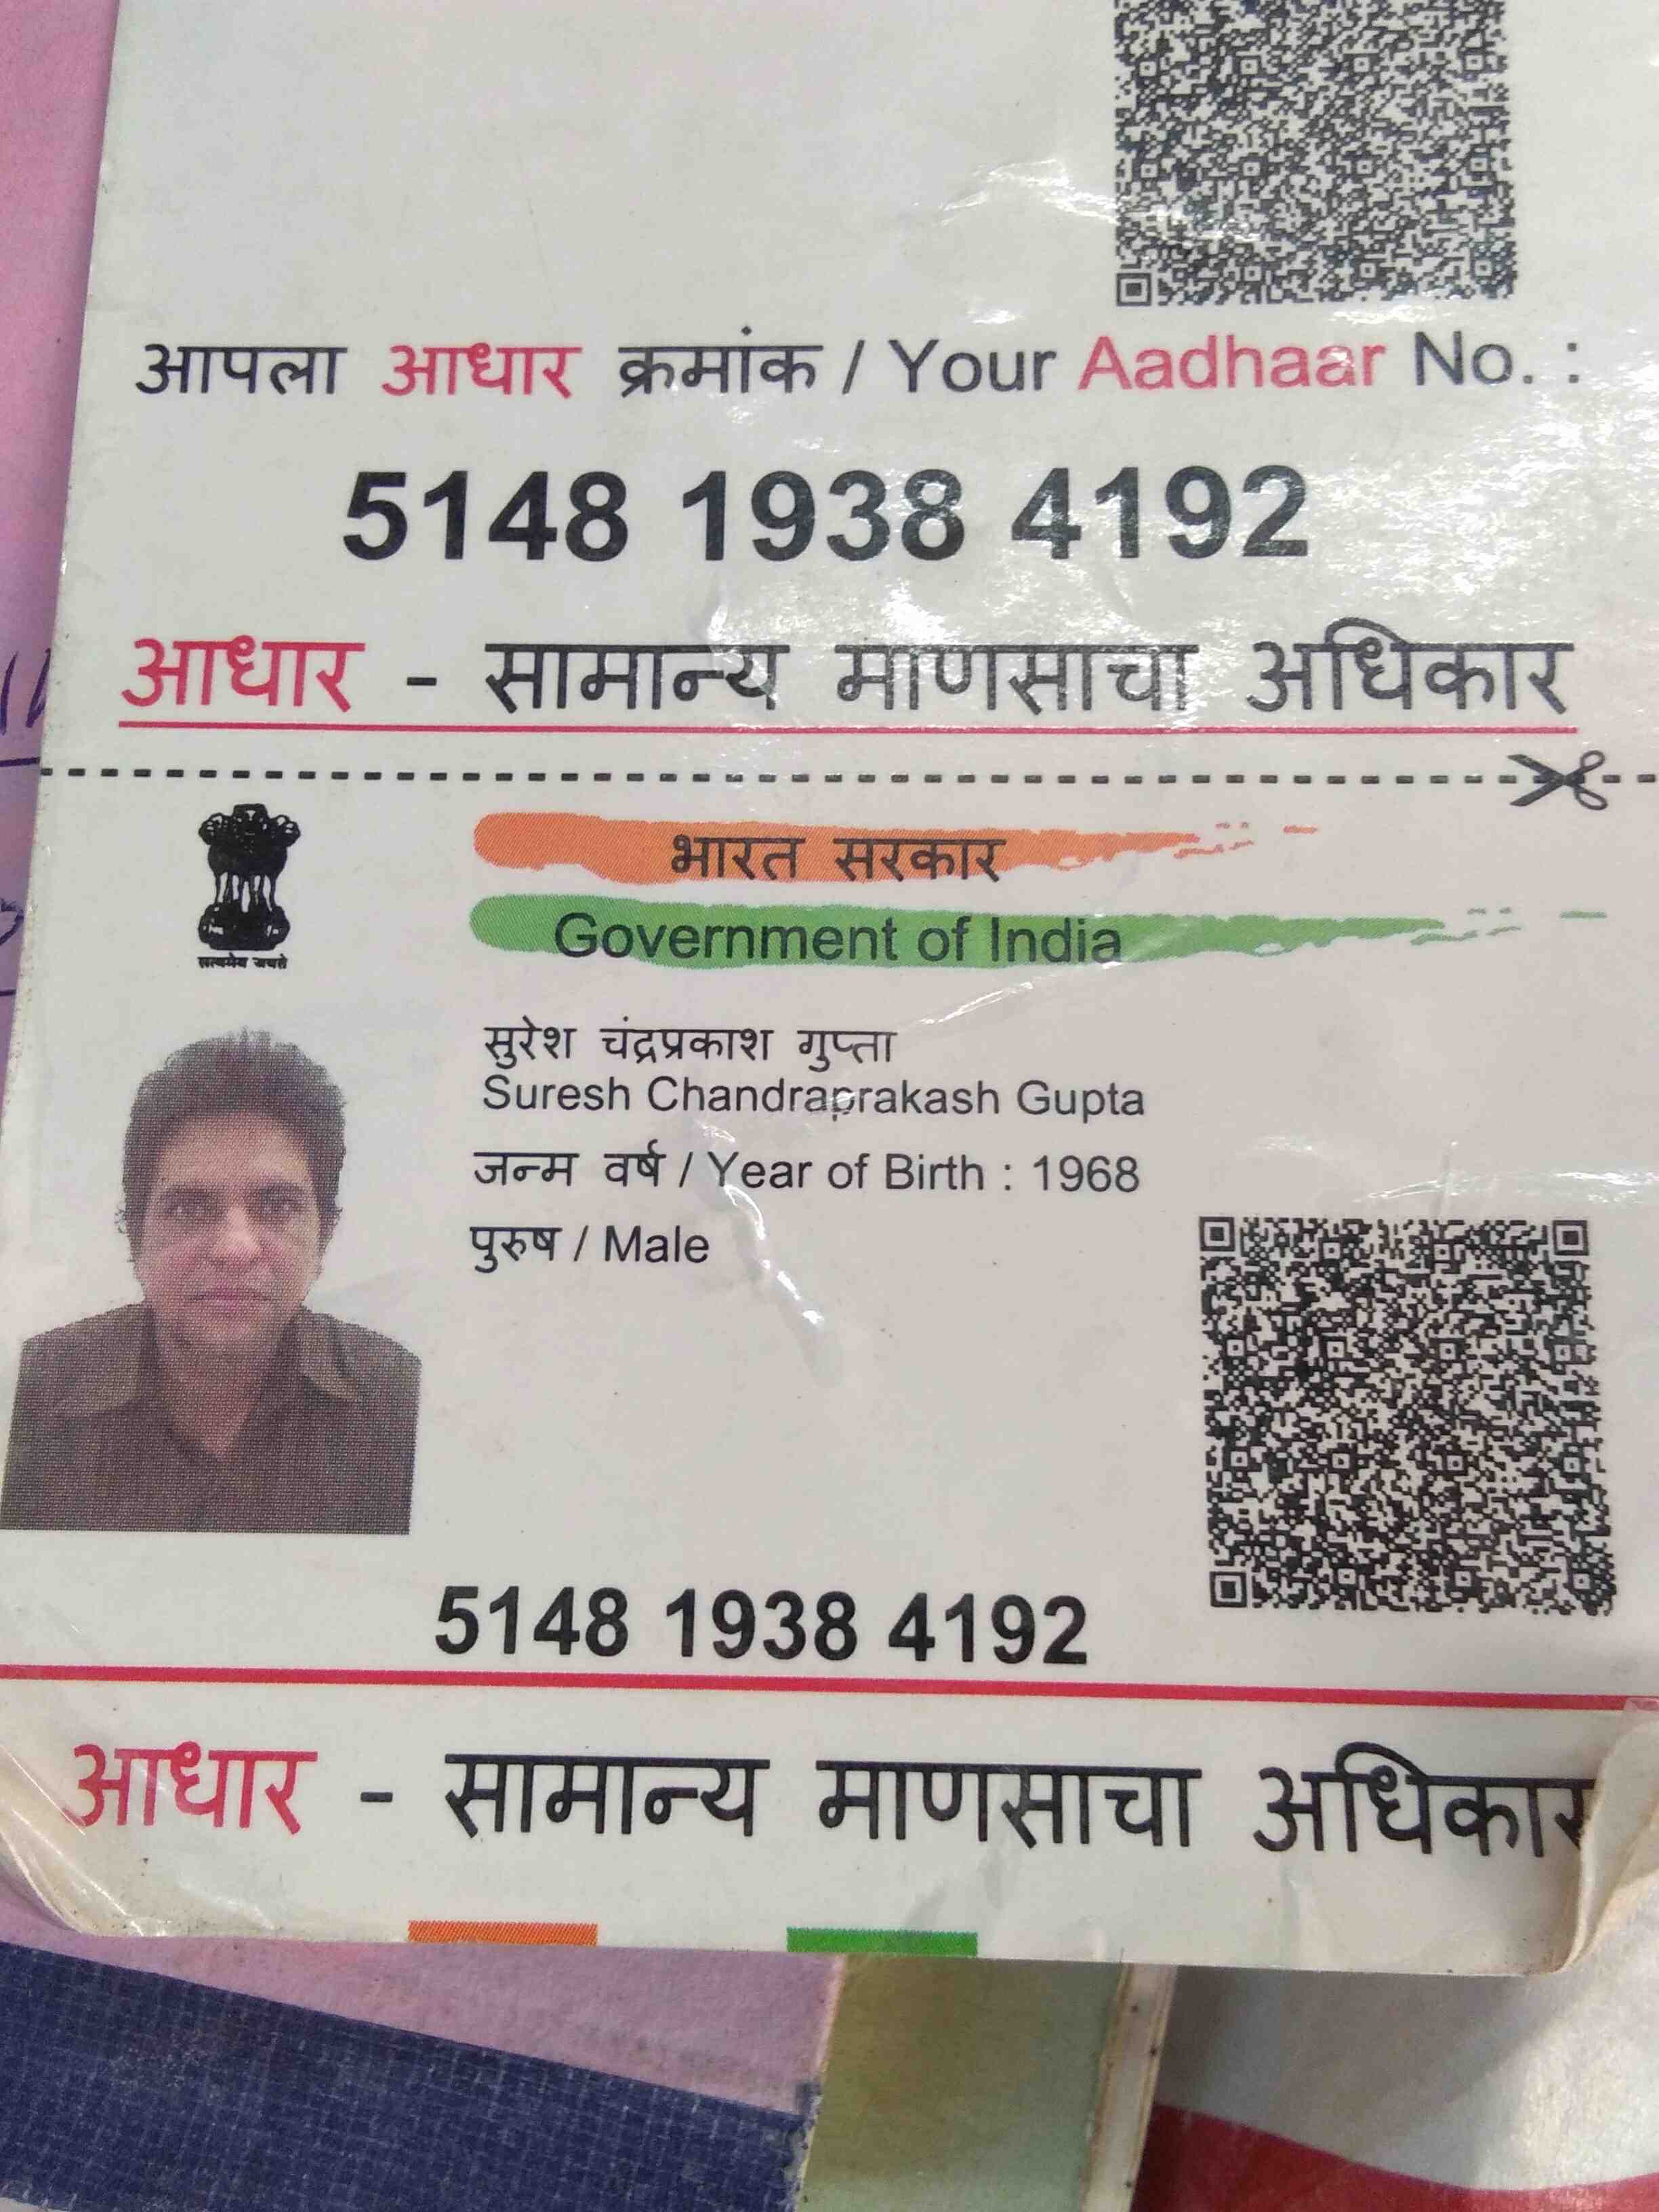 आपला आधार क्रमांक / Your Aadhaar No. :
5148 1938 4192
आधार - सामान्य माणसाचा अधिकार
भारत सरकार
Government of India
सत्यमेव जयते
सुरेश चंद्रप्रकाश गुप्ता
Suresh Chandraprakash Gupta
जन्म वर्ष / Year of Birth : 1968
पुरुष / Male
5148 1938 4192
आधार - सामान्य माणसाचा अधिकार